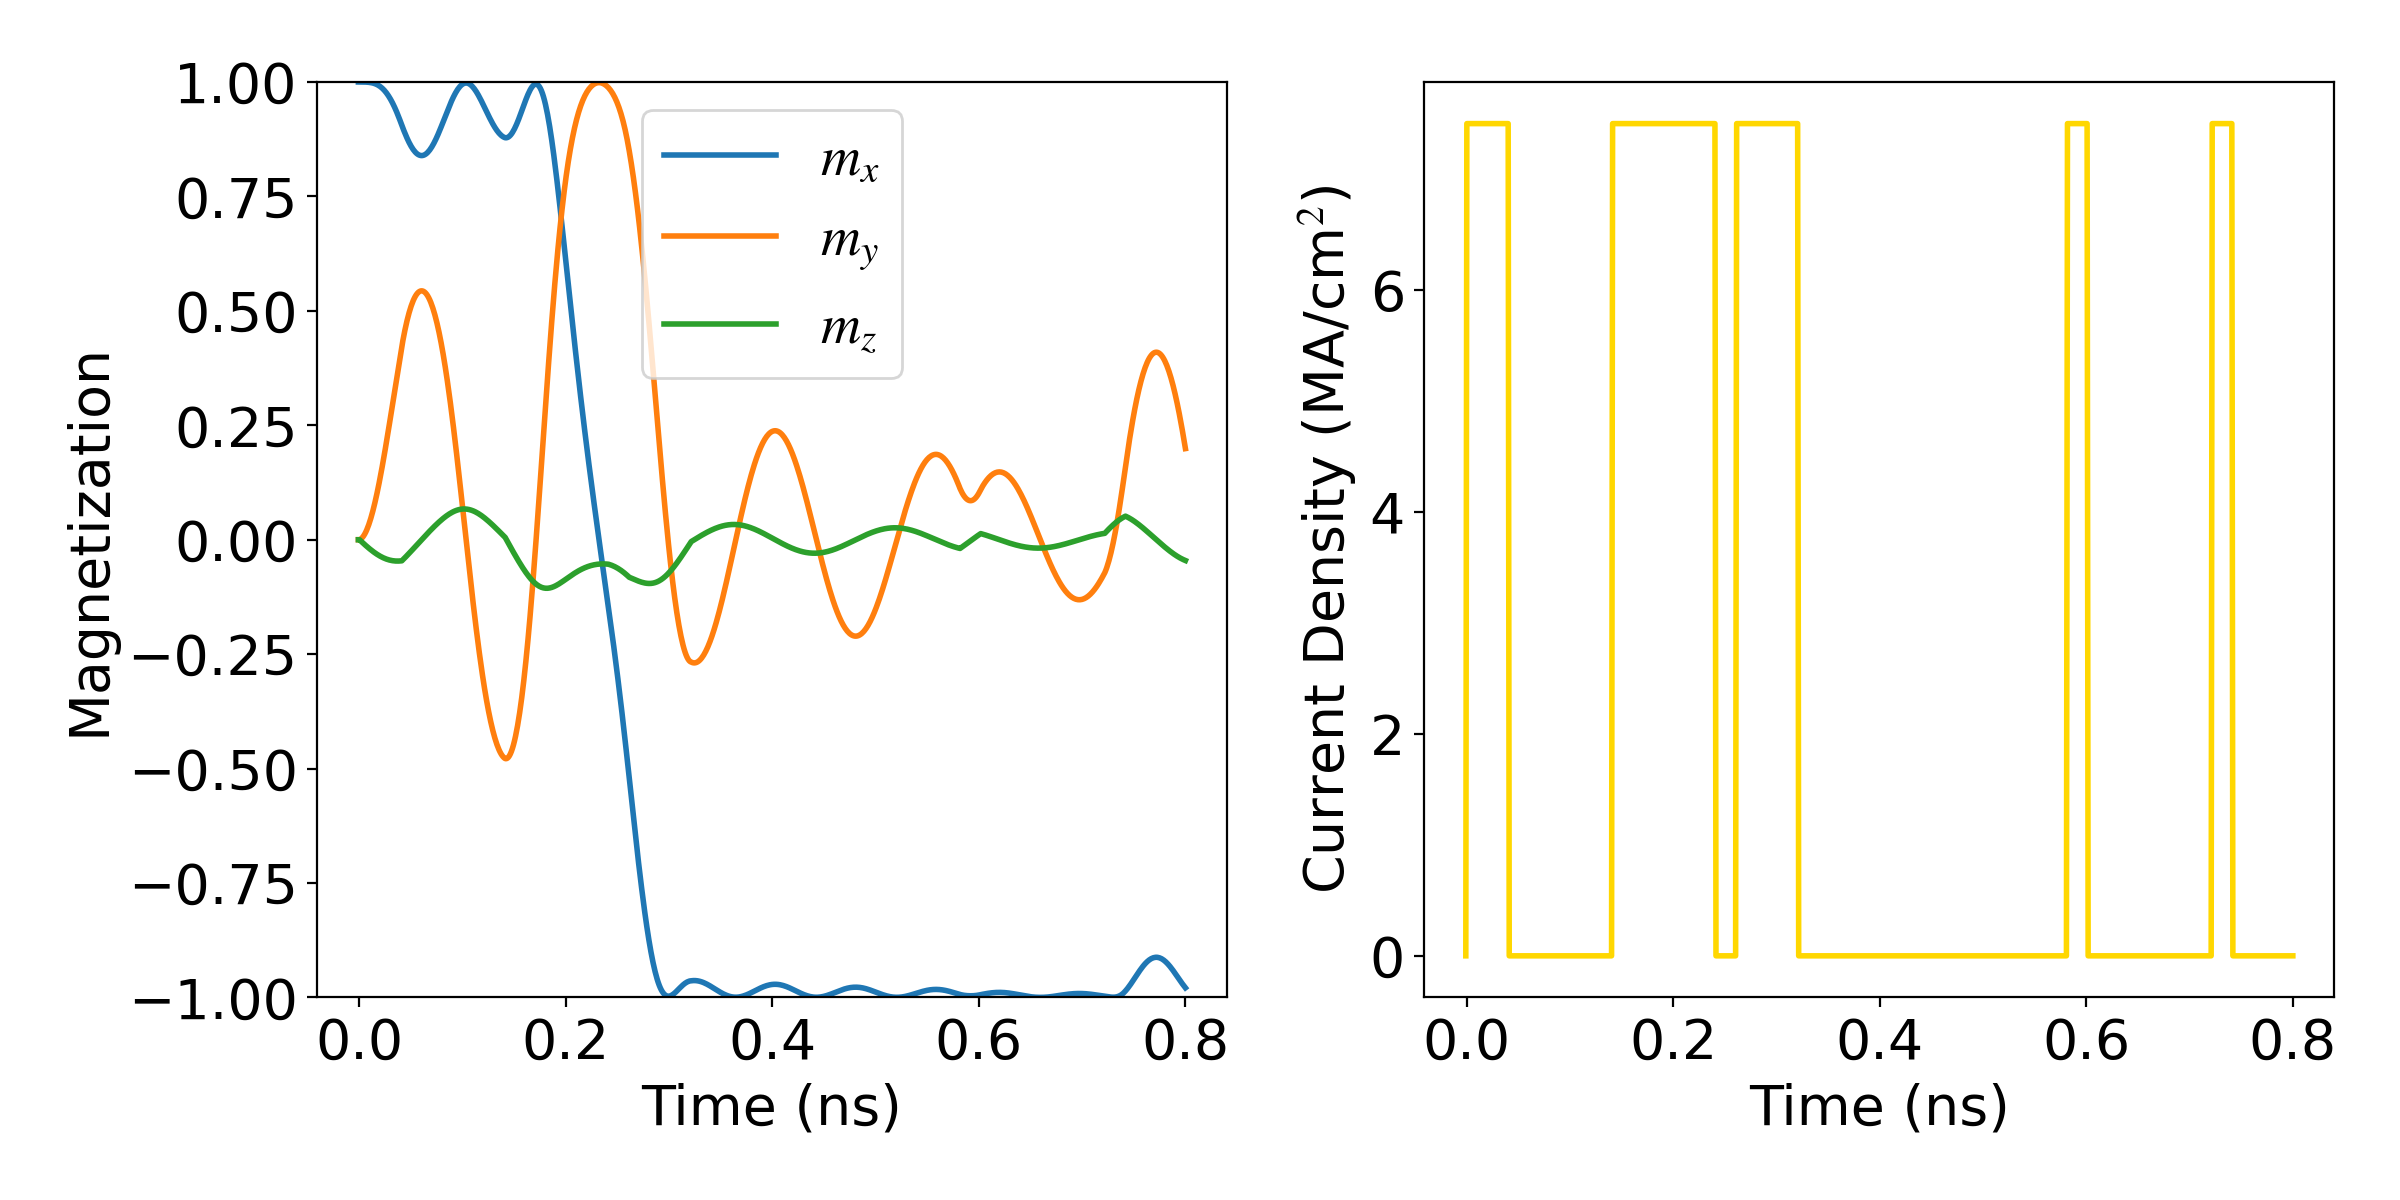 1.00
0.75
0.50
0.25
0.00
−0.25
−0.50
−0.75
−1.00
Magnetization
0.0 0.2 0.4 0.6 0.8
Time (ns)
m_x
m_y
m_z
6
4
2
0
Current Density (MA/cm²)
0.0 0.2 0.4 0.6 0.8
Time (ns)